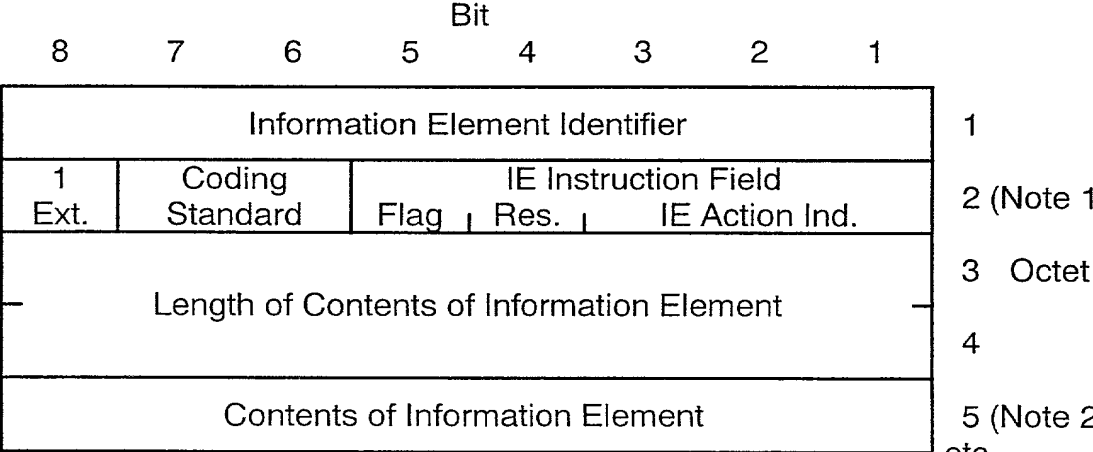 Bit
8 7 6 5 4 3 2 1
Information Element Identifier 1
1 Coding IE Instruction Field
Ext. Standard Flag Res. IE Action Ind. 2 (Note 1
3 Octet
Length of Contents of Information Element
4
Contents of Information Element 5 (Note 2
etc